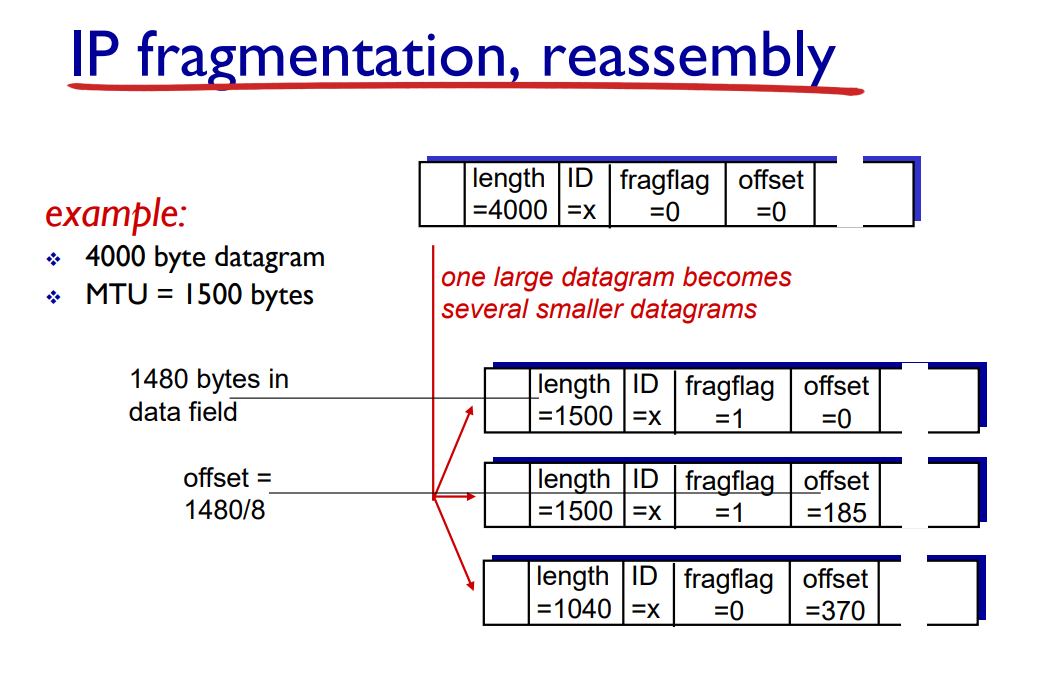 IP fragmentation, reassembly
length ID fragflag offset
=4000 =x =0 =0
example:
4000 byte datagram
MTU = 1500 bytes
one large datagram becomes
several smaller datagrams
1480 bytes in
data field
length ID fragflag offset
=1500 =x =1 =0
offset =
1480/8
length ID fragflag offset
=1500 =x =1 =185
length ID fragflag offset
=1040 =x =0 =370